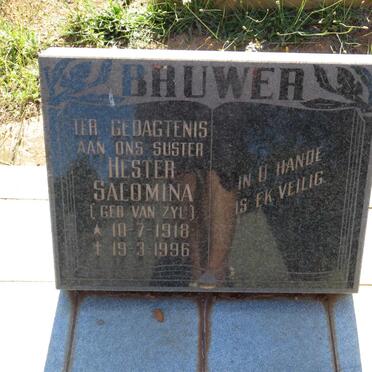 BRUWER
TER GEDAGTENIS
AAN ONS SUSTER
HESTER
SALOMINA
(GEB VAN ZYL)
★ 10-7-1918
✝ 19-3-1996
IN U HANDE
IS EK VEILIG.